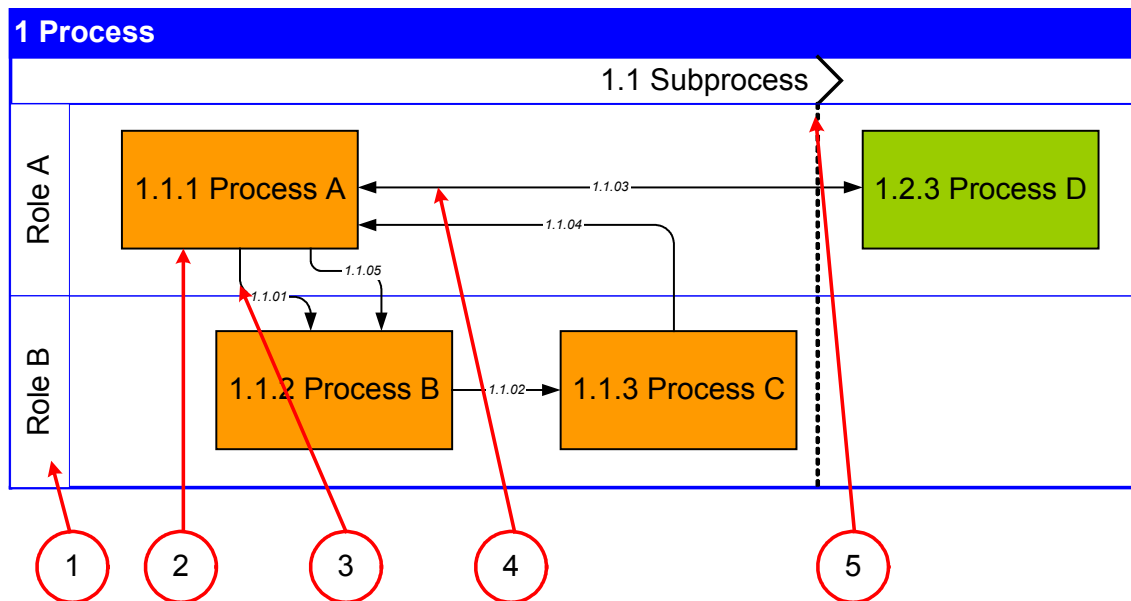 1 Process
1.1 Subprocess
Role A
1.1.1 Process A
1.1.03
1.2.3 Process D
1.1.04
1.1.05
1.1.01
Role B
1.1.2 Process B
1.1.02
1.1.3 Process C
1
2
3
4
5